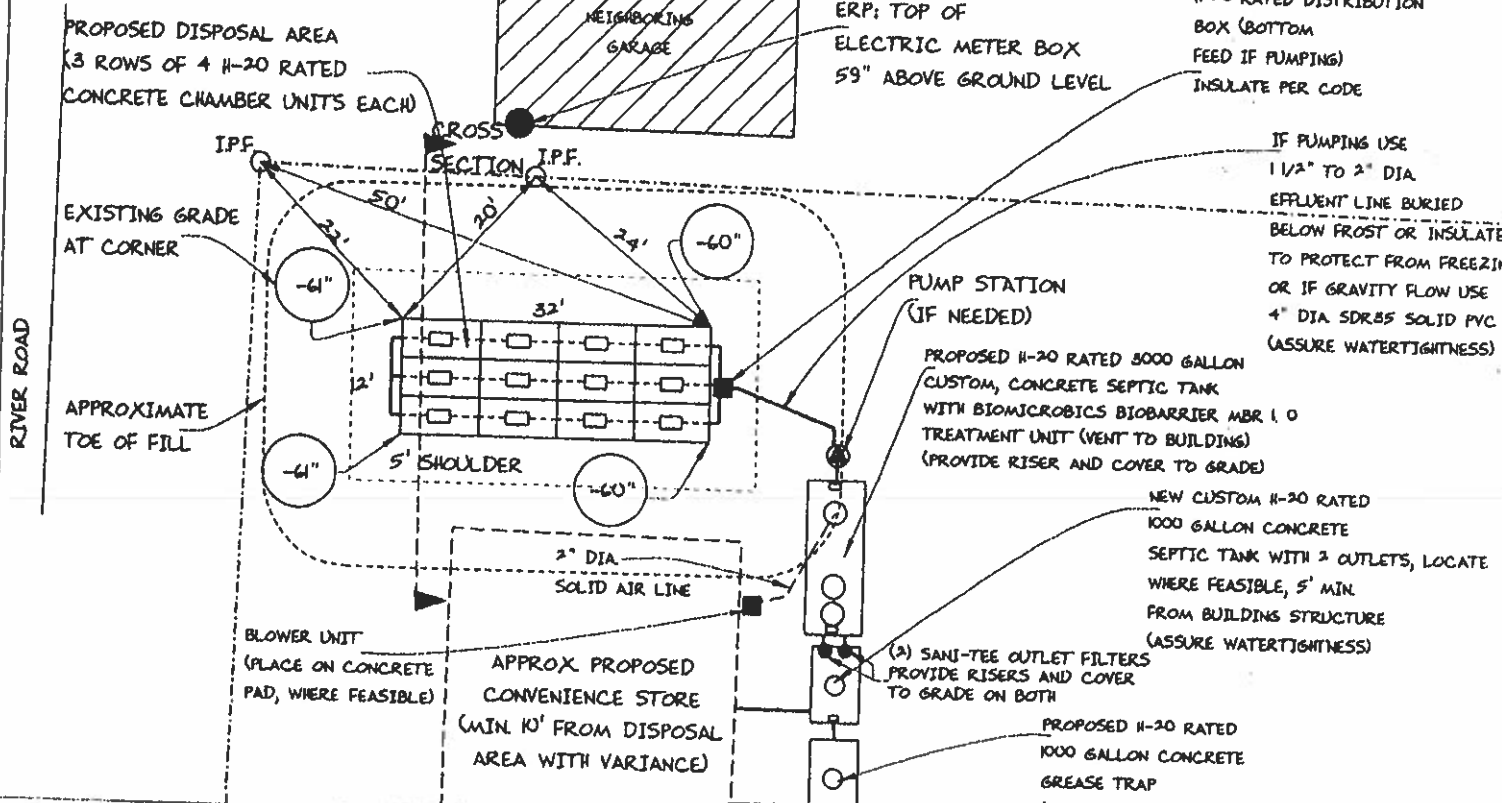 PROPOSED DISPOSAL AREA
(3 ROWS OF 4 H-20 RATED
CONCRETE CHAMBER UNITS EACH)
NEIGHBORING
GARAGE
ERP: TOP OF
ELECTRIC METER BOX
59" ABOVE GROUND LEVEL
RATED DISTRIBUTION
BOX (BOTTOM
FEED IF PUMPING)
INSULATE PER CODE
CROSS
SECTION
I.P.F.
I.P.F.
IF PUMPING USE
1 1/2" TO 2" DIA
EFFLUENT LINE BURIED
BELOW FROST OR INSULATE
TO PROTECT FROM FREEZIN
OR IF GRAVITY FLOW USE
4" DIA SDR35 SOLID PVC
(ASSURE WATERTIGHTNESS)
EXISTING GRADE
AT CORNER
50'
22'
20'
24'
-61"
-60"
32'
12'
RIVER ROAD
APPROXIMATE
TOE OF FILL
-61"
5' SHOULDER
-60"
PUMP STATION
(IF NEEDED)
PROPOSED H-20 RATED 3000 GALLON
CUSTOM, CONCRETE SEPTIC TANK
WITH BIOMICROBICS BIOBARRIER MBR 1.0
TREATMENT UNIT (VENT TO BUILDING)
(PROVIDE RISER AND COVER TO GRADE)
NEW CUSTOM H-20 RATED
1000 GALLON CONCRETE
SEPTIC TANK WITH 2 OUTLETS, LOCATE
WHERE FEASIBLE, 5' MIN.
FROM BUILDING STRUCTURE
(ASSURE WATERTIGHTNESS)
2" DIA
SOLID AIR LINE
BLOWER UNIT
(PLACE ON CONCRETE
PAD, WHERE FEASIBLE)
APPROX PROPOSED
CONVENIENCE STORE
(MIN. 10' FROM DISPOSAL
AREA WITH VARIANCE)
(2) SANI-TEE OUTLET FILTERS
PROVIDE RISERS AND COVER
TO GRADE ON BOTH
PROPOSED H-20 RATED
1000 GALLON CONCRETE
GREASE TRAP